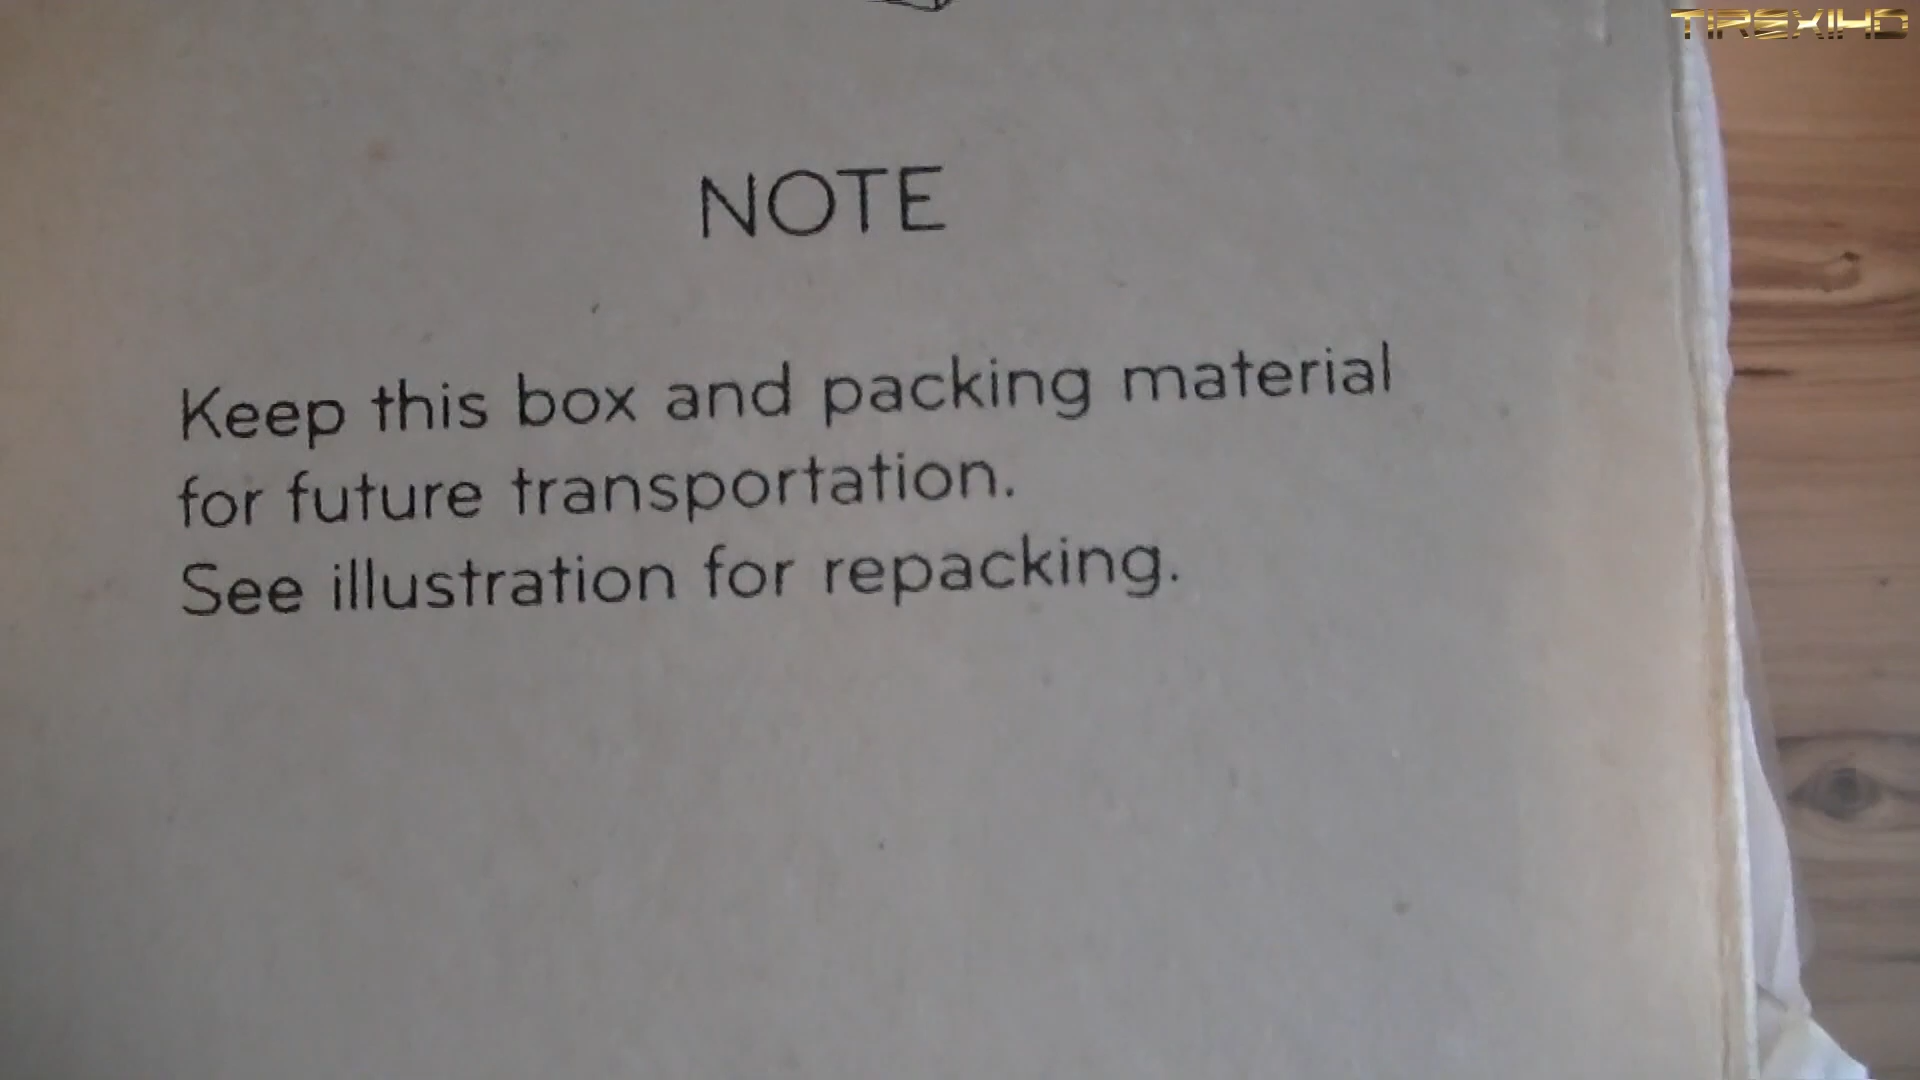 TIREXIHD
NOTE
Keep this box and packing material
for future transportation.
See illustration for repacking.